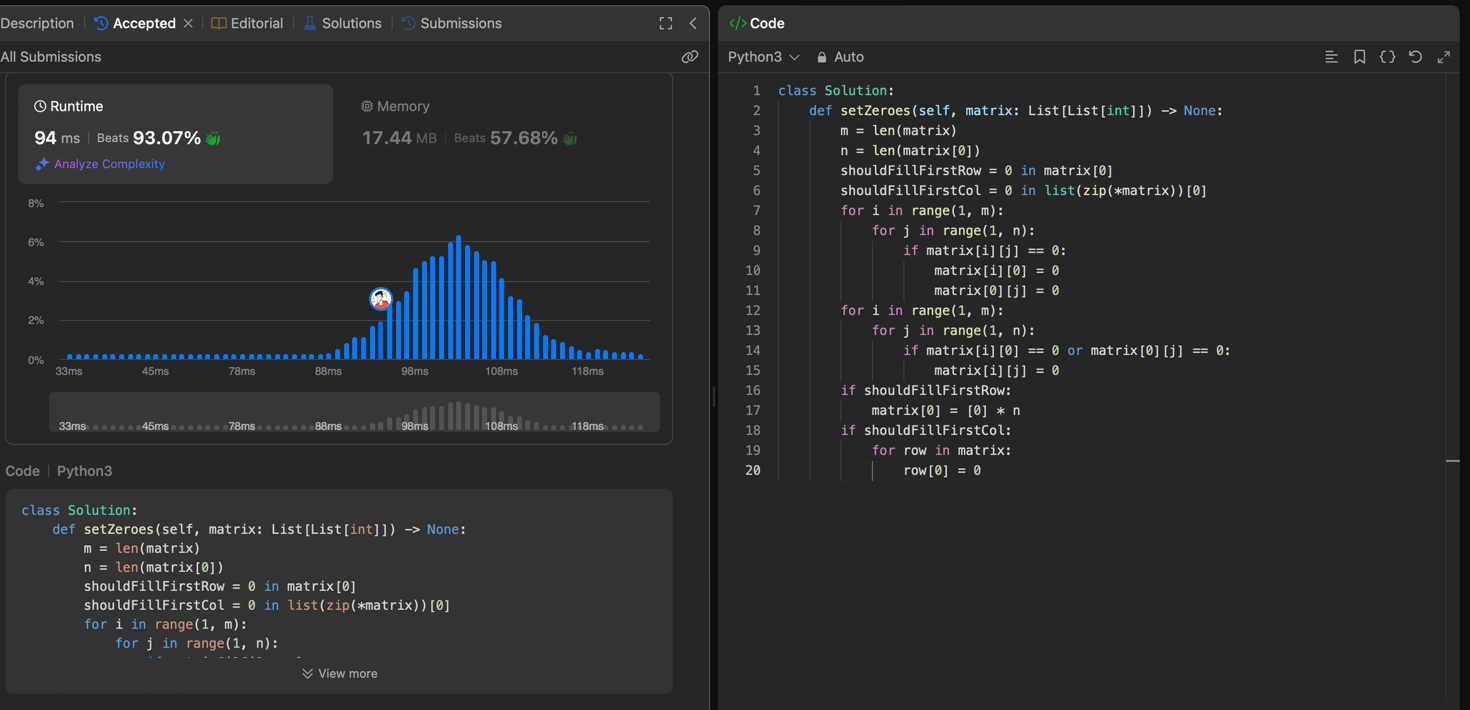 Description
Accepted
Editorial
Solutions
Submissions
All Submissions
Runtime
94 ms | Beats 93.07%
Analyze Complexity
Memory
17.44 MB | Beats 57.68%
8%
6%
4%
2%
0%
33ms 45ms 78ms 88ms 98ms 108ms 118ms
33ms 45ms 78ms 88ms 98ms 108ms 118ms
Code | Python3
class Solution:
    def setZeroes(self, matrix: List[List[int]]) -> None:
        m = len(matrix)
        n = len(matrix[0])
        shouldFillFirstRow = 0 in matrix[0]
        shouldFillFirstCol = 0 in list(zip(*matrix))[0]
        for i in range(1, m):
            for j in range(1, n):
View more
</> Code
Python3
Auto
1 class Solution:
2     def setZeroes(self, matrix: List[List[int]]) -> None:
3         m = len(matrix)
4         n = len(matrix[0])
5         shouldFillFirstRow = 0 in matrix[0]
6         shouldFillFirstCol = 0 in list(zip(*matrix))[0]
7         for i in range(1, m):
8             for j in range(1, n):
9                 if matrix[i][j] == 0:
10                     matrix[i][0] = 0
11                     matrix[0][j] = 0
12         for i in range(1, m):
13             for j in range(1, n):
14                 if matrix[i][0] == 0 or matrix[0][j] == 0:
15                     matrix[i][j] = 0
16         if shouldFillFirstRow:
17             matrix[0] = [0] * n
18         if shouldFillFirstCol:
19             for row in matrix:
20                 row[0] = 0